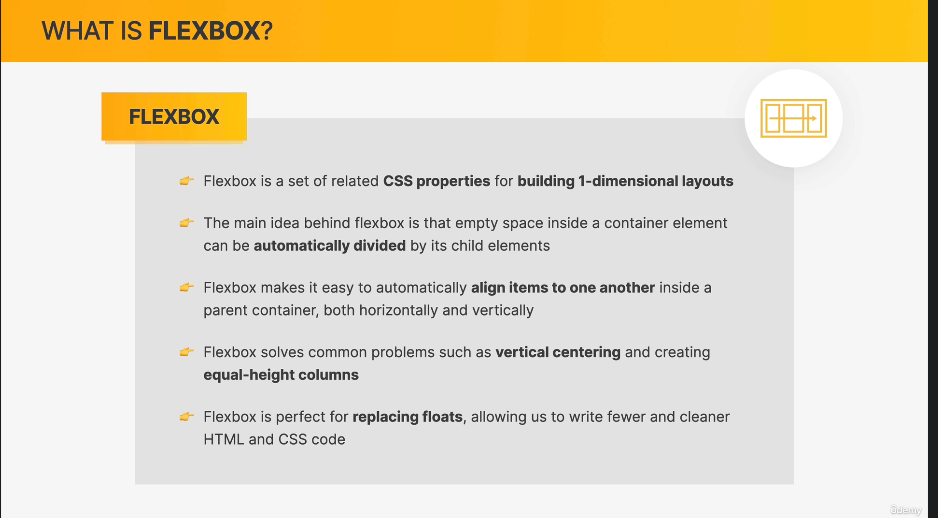 WHAT IS FLEXBOX?
FLEXBOX
👉 Flexbox is a set of related CSS properties for building 1-dimensional layouts
👉 The main idea behind flexbox is that empty space inside a container element
can be automatically divided by its child elements
👉 Flexbox makes it easy to automatically align items to one another inside a
parent container, both horizontally and vertically
👉 Flexbox solves common problems such as vertical centering and creating
equal-height columns
👉 Flexbox is perfect for replacing floats, allowing us to write fewer and cleaner
HTML and CSS code
ûdemy